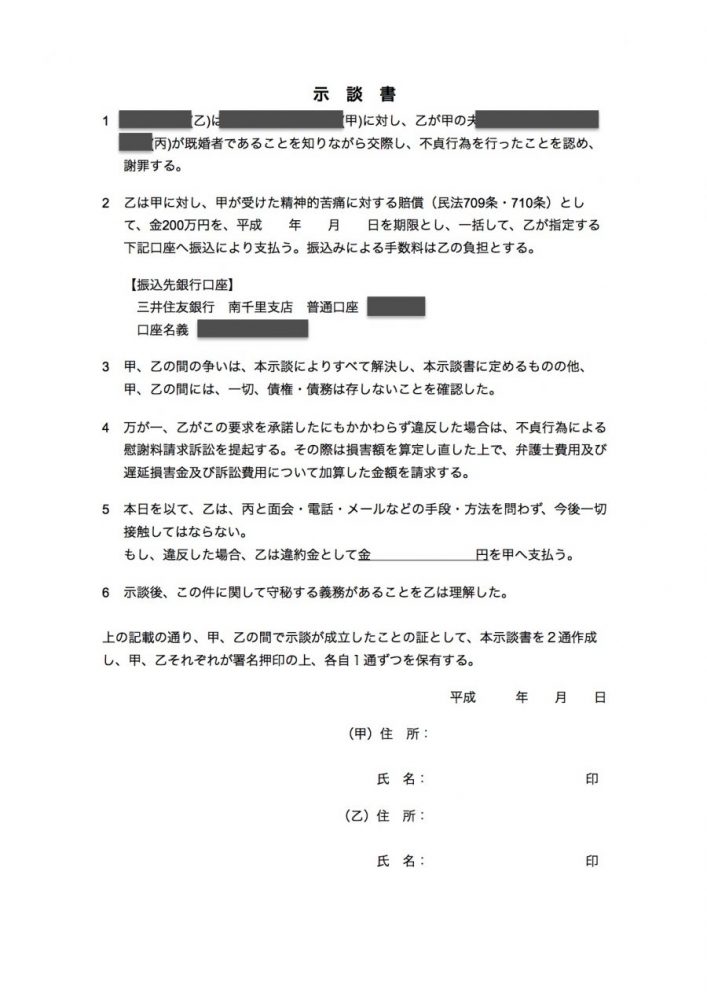 示 談 書
1 (乙)は (甲)に対し、乙が甲の夫
(丙)が既婚者であることを知りながら交際し、不貞行為を行ったことを認め、
謝罪する。
2 乙は甲に対し、甲が受けた精神的苦痛に対する賠償（民法709条・710条）とし
て、金200万円を、平成　　年　　月　　日を期限とし、一括して、乙が指定する
下記口座へ振込により支払う。振込みによる手数料は乙の負担とする。
【振込先銀行口座】
三井住友銀行　南千里支店　普通口座
口座名義
3 甲、乙の間の争いは、本示談によりすべて解決し、本示談書に定めるものの他、
甲、乙の間には、一切、債権・債務は存しないことを確認した。
4 万が一、乙がこの要求を承諾したにもかかわらず違反した場合は、不貞行為による
慰謝料請求訴訟を提起する。その際は損害額を算定し直した上で、弁護士費用及び
遅延損害金及び訴訟費用について加算した金額を請求する。
5 本日を以て、乙は、丙と面会・電話・メールなどの手段・方法を問わず、今後一切
接触してはならない。
もし、違反した場合、乙は違約金として金　　　　　　　　円を甲へ支払う。
6 示談後、この件に関して守秘する義務があることを乙は理解した。
上の記載の通り、甲、乙の間で示談が成立したことの証として、本示談書を２通作成
し、甲、乙それぞれが署名押印の上、各自１通ずつを保有する。
平成　　　年　　月　　日
（甲）住　所：
氏　名：　　　　　　　　　　　　印
（乙）住　所：
氏　名：　　　　　　　　　　　　印